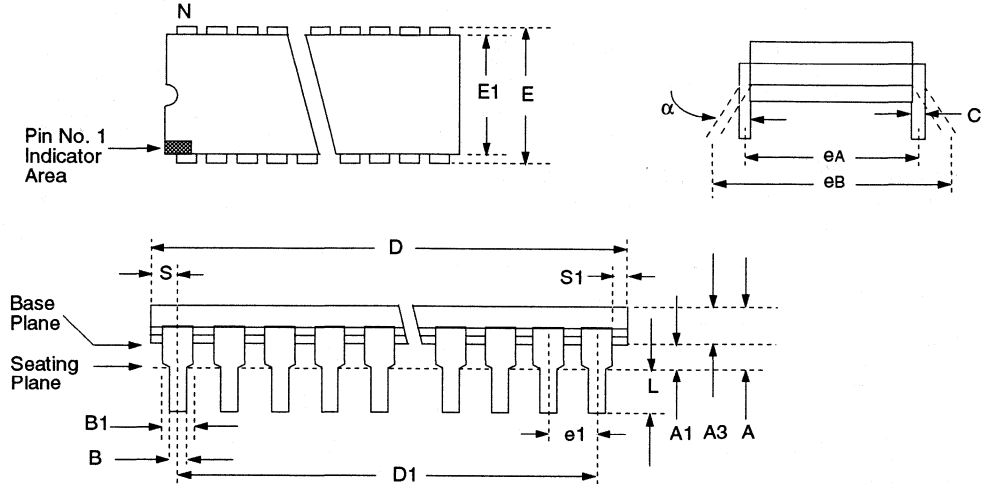 N
Pin No. 1
Indicator
Area
E1
E
α
C
eA
eB
D
S
S1
Base
Plane
Seating
Plane
L
B1
e1
A1
A3
A
B
D1